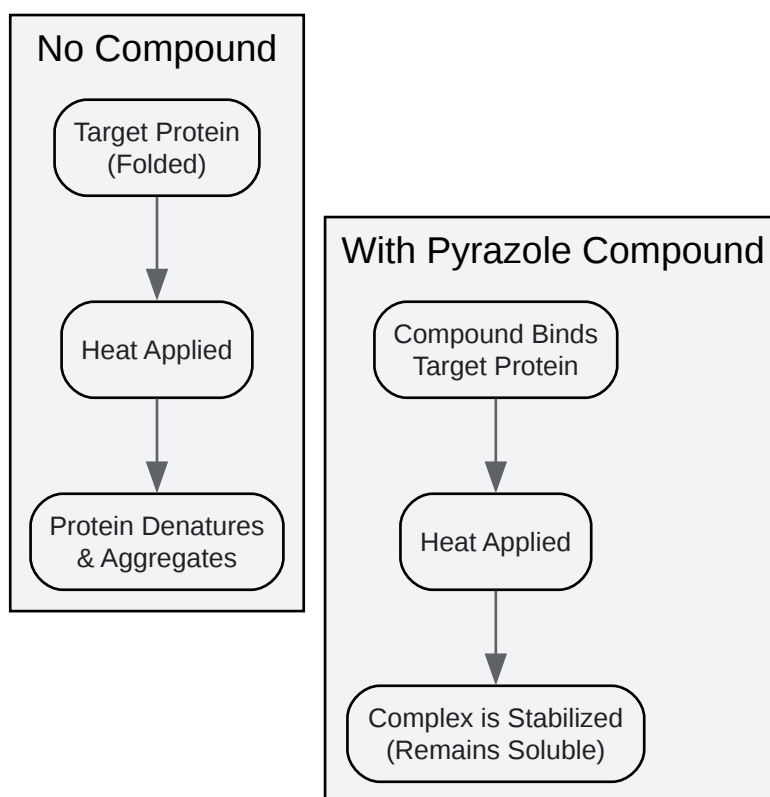 No Compound
Target Protein
(Folded)
Heat Applied
Protein Denatures
& Aggregates
With Pyrazole Compound
Compound Binds
Target Protein
Heat Applied
Complex is Stabilized
(Remains Soluble)